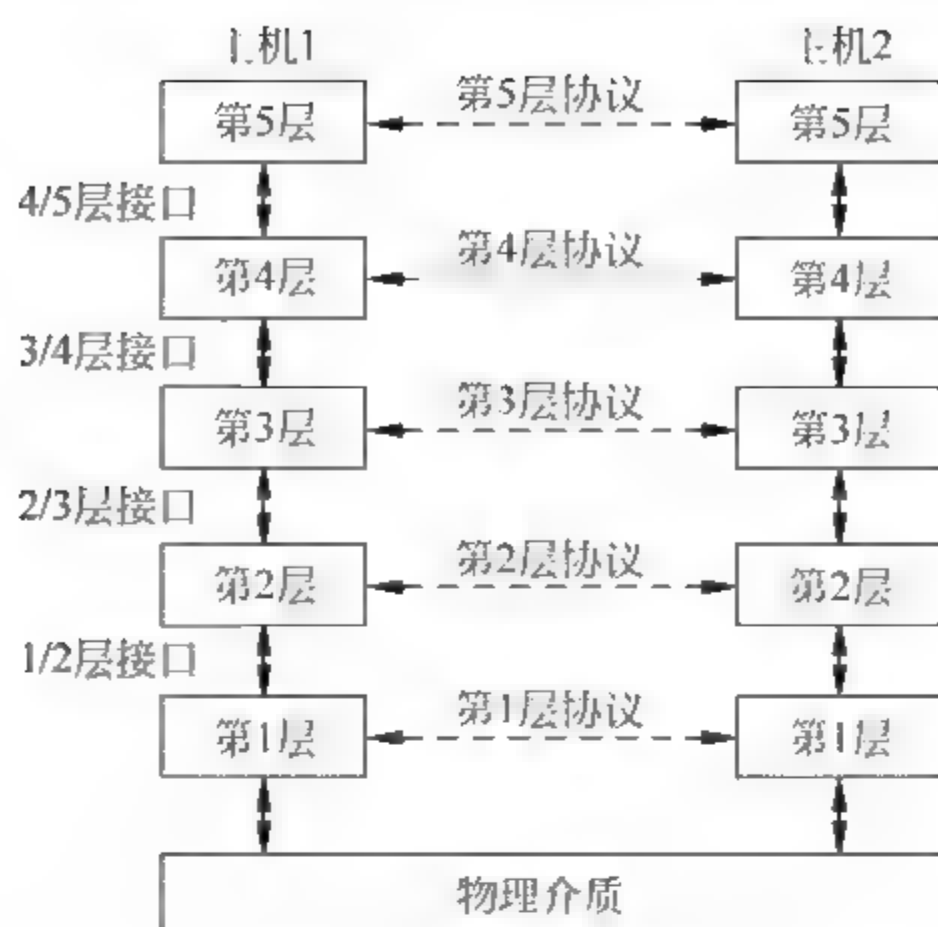 主机1
主机2
第5层
第5层协议
第5层
4/5层接口
第4层
第4层协议
第4层
3/4层接口
第3层
第3层协议
第3层
2/3层接口
第2层
第2层协议
第2层
1/2层接口
第1层
第1层协议
第1层
物理介质